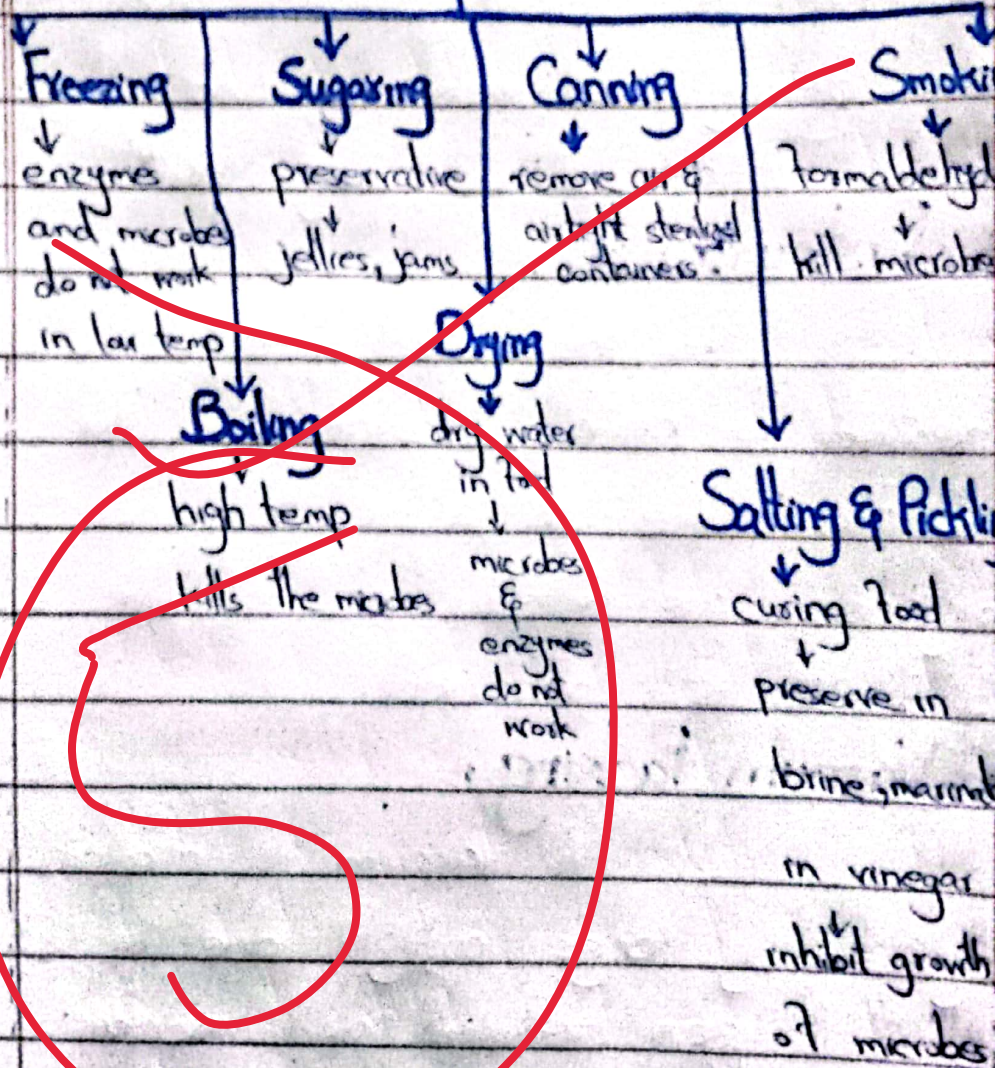 Freezing
enzymes
and microbes
do not work
in low temp
Boiling
high temp
kills the microbes
Sugaring
preservative
jellies, jams
Drying
dry water
in food
microbes
&
enzymes
do not
work
Canning
remove air &
airtight sterilized
containers.
Smoki
Formaldehyd
kill microbe
Salting & Pickli
curing food
preserve in
brine, marinat
in vinegar
inhibit growth
of microbes